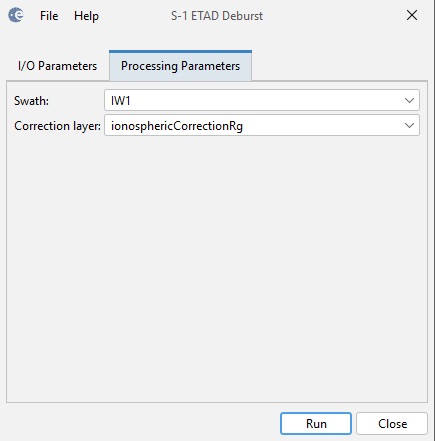 File Help S-1 ETAD Deburst
I/O Parameters Processing Parameters
Swath: IW1
Correction layer: ionosphericCorrectionRg
Run Close